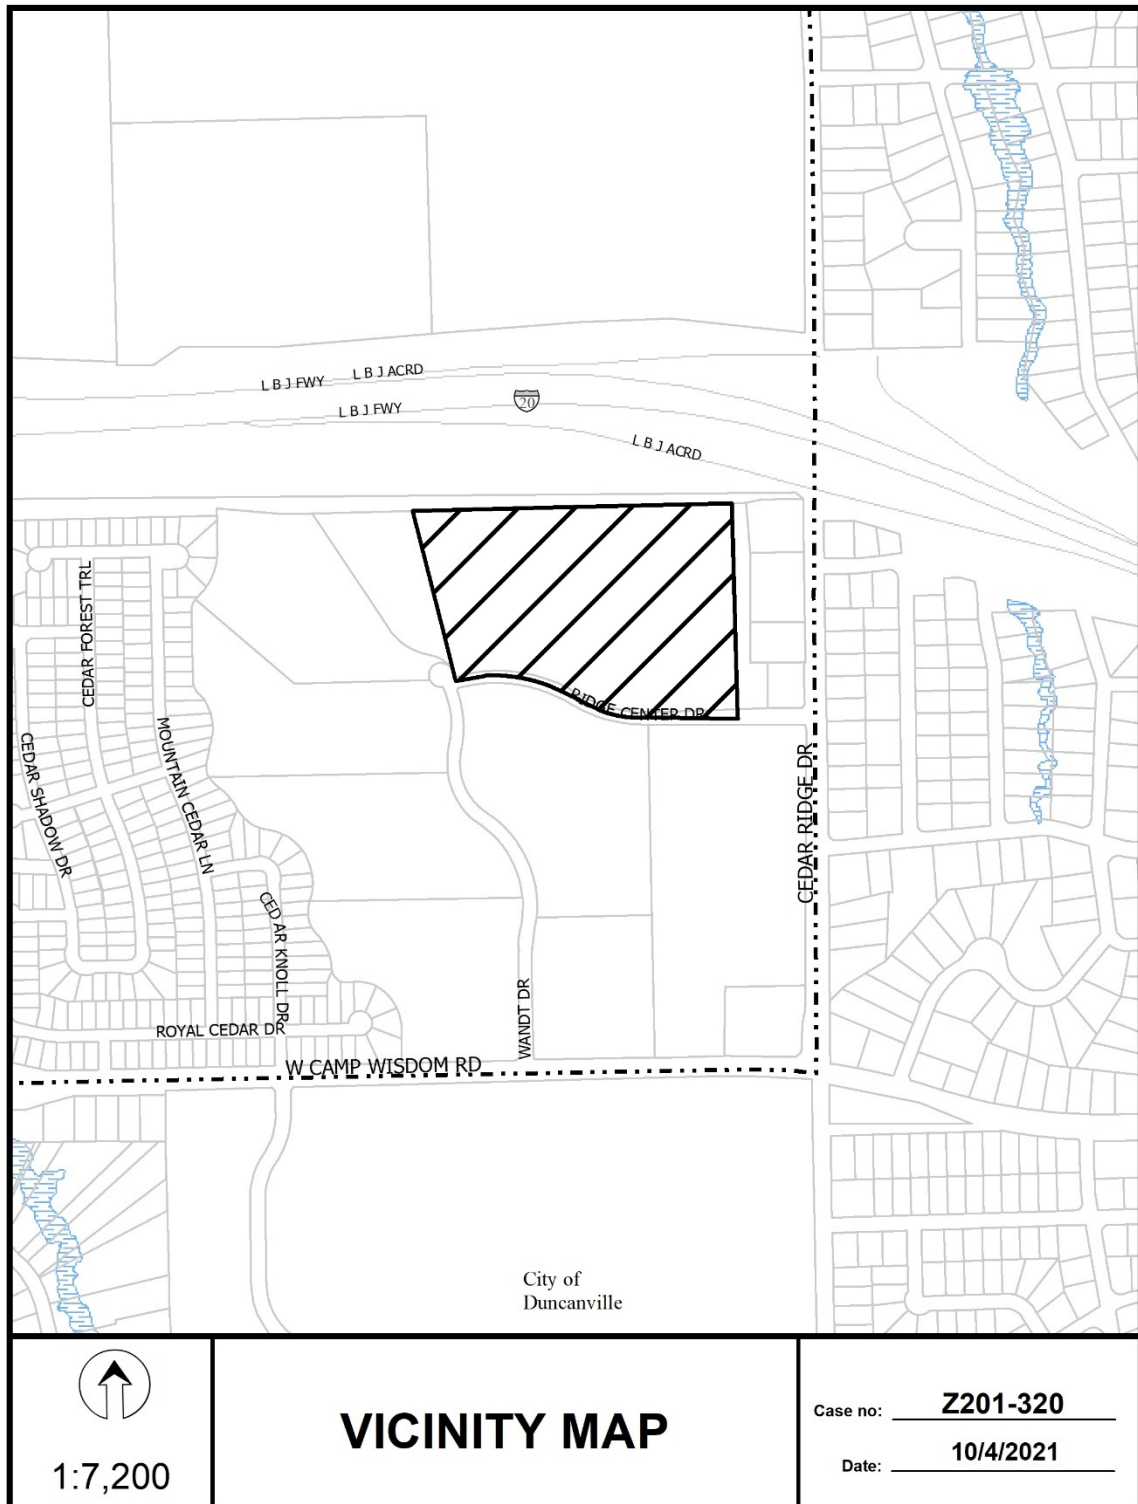 L B J FWY
L B J ACRD
L B J FWY
20
L B J ACRD
CEDAR FOREST TRL
CEDAR SHADOW DR
MOUNTAIN CEDAR LN
RIDGE CENTER DR
CEDAR RIDGE DR
CEDAR KNOLL DR
WANDT DR
ROYAL CEDAR DR
W CAMP WISDOM RD
City of
Duncanville
1:7,200
VICINITY MAP
Case no: Z201-320
Date: 10/4/2021